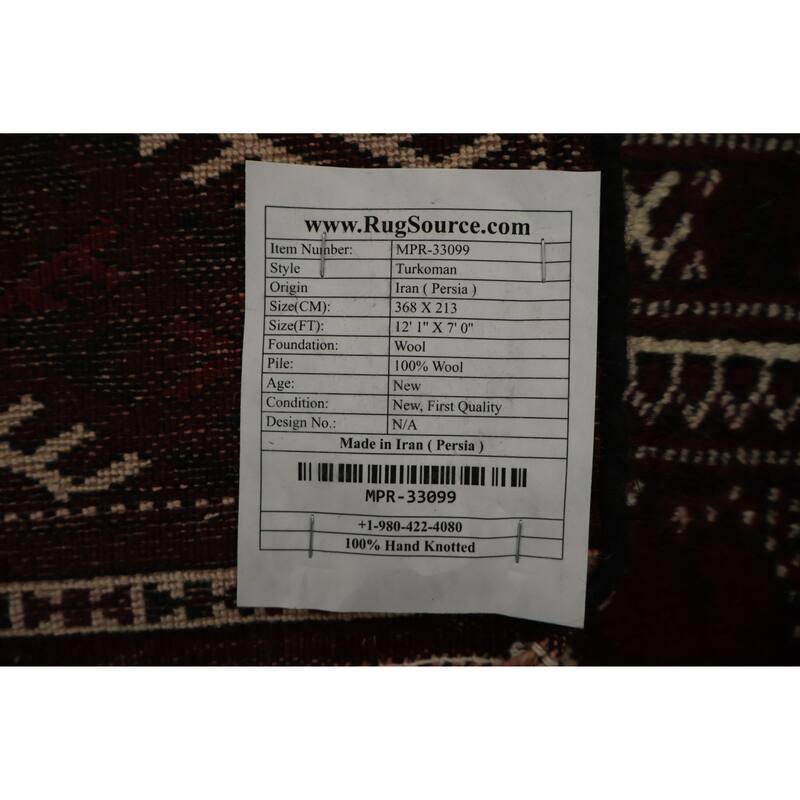 www.RugSource.com
Item Number: MPR-33099
Style Turkoman
Origin Iran ( Persia )
Size(CM): 368 X 213
Size(FT): 12' 1" X 7' 0"
Foundation: Wool
Pile: 100% Wool
Age: New
Condition: New, First Quality
Design No.: N/A
Made in Iran ( Persia )
MPR-33099
+1-980-422-4080
100% Hand Knotted